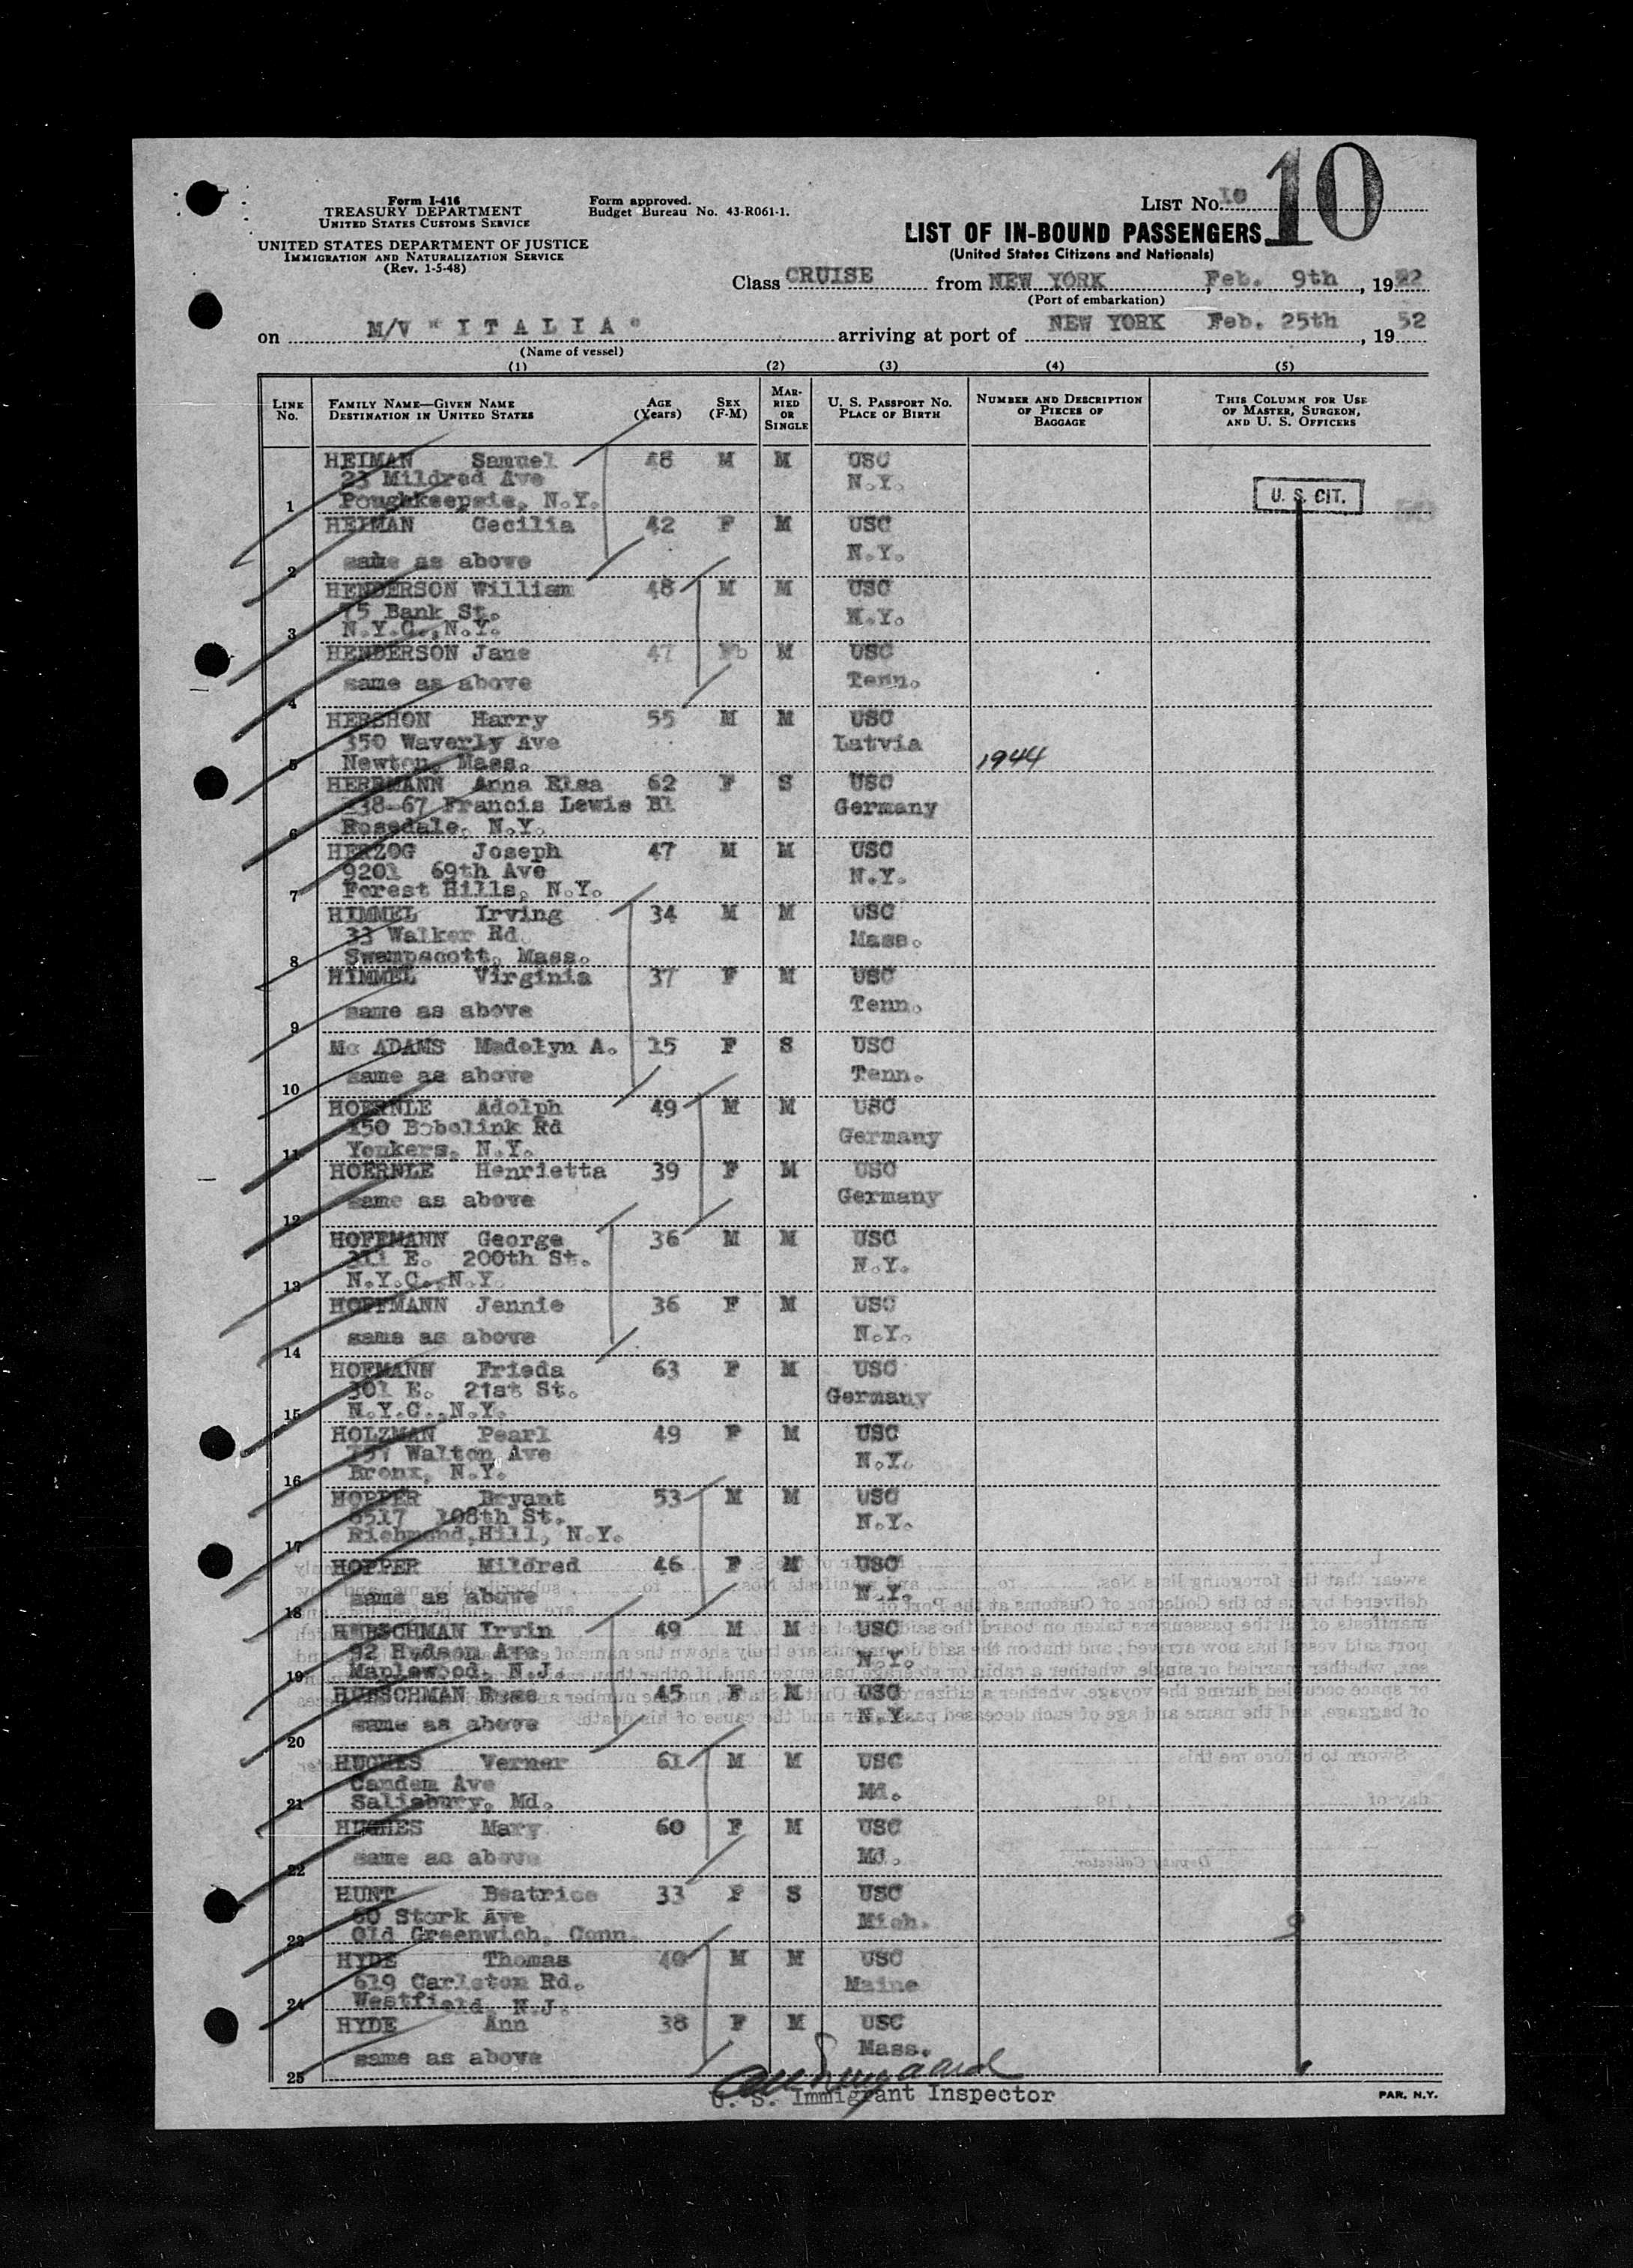 Form I-416
TREASURY DEPARTMENT
UNITED STATES CUSTOMS SERVICE
UNITED STATES DEPARTMENT OF JUSTICE
IMMIGRATION AND NATURALIZATION SERVICE
(Rev. 1-5-48)
Form approved.
Budget Bureau No. 43-R061-1.
LIST No. 10
10
LIST OF IN-BOUND PASSENGERS
(United States Citizens and Nationals)
Class CRUISE from NEW YORK, Feb. 9th, 19
(Port of embarkation)
on M/V "ITALIA" arriving at port of NEW YORK Feb. 25th, 1952
(Name of vessel)
(1) (2) (3) (4) (5)
LINE No. FAMILY NAME—GIVEN NAME DESTINATION IN UNITED STATES AGE (Years) SEX (F-M) MARRIED OR SINGLE U. S. PASSPORT No. PLACE OF BIRTH NUMBER AND DESCRIPTION OF PIECES OF BAGGAGE THIS COLUMN FOR USE OF MASTER, SURGEON, AND U. S. OFFICERS
HEIMAN Samuel 48 M M USC
23 Mildred Ave N.Y.
1 Poughkeepsie, N.Y. U. S. CIT.
HEIMAN Cecilia 42 F M USC
2 same as above N.Y.
HENDERSON William 48 M M USC
75 Bank St. N.Y.
3 N.Y.C., N.Y.
HENDERSON Jane 47 M USC
4 same as above Tenn.
HERSHON Harry 55 M M USC
350 Waverly Ave Latvia
5 Newton, Mass. 1944
HERRMANN Anna Elsa 62 F S USC
138-67 Francis Lewis Bl Germany
6 Rosedale, N.Y.
HERZOG Joseph 47 M M USC
9201 69th Ave N.Y.
7 Forest Hills, N.Y.
HIMMEL Irving 34 M M USC
33 Walker Rd. Mass.
8 Swampscott, Mass.
HIMMEL Virginia 37 F M USC
9 same as above Tenn.
Mc ADAMS Madelyn A. 15 F S USC
10 same as above Tenn.
HOERNLE Adolph 49 M M USC
150 Bobolink Rd Germany
11 Yonkers, N.Y.
HOERNLE Henrietta 39 F M USC
12 same as above Germany
HOFFMANN George 36 M M USC
311 E. 200th St. N.Y.
13 N.Y.C., N.Y.
HOFFMANN Jennie 36 F M USC
14 same as above N.Y.
HOFMANN Frieda 63 F M USC
301 E. 21st St. Germany
15 N.Y.C., N.Y.
HOLZMAN Pearl 49 F M USC
Walton Ave N.Y.
16 Bronx, N.Y.
HOPPER Bryant 53 M M USC
8517 108th St. N.Y.
17 Richmond, Hill, N.Y.
HOPPER Mildred 46 F M USC
18 same as above N.Y.
HUBSCHMAN Irwin 49 M M USC
92 Hudson Ave N.Y.
19 Maplewood, N.J.
HUBSCHMAN Rose 45 F M USC
20 same as above N.Y.
HUGHES Verner 61 M M USC
Camden Ave Md.
21 Salisbury, Md.
HUGHES Mary 60 F M USC
22 same as above Md.
HUNT Beatrice 33 F S USC
60 Stork Ave Mich.
23 Old Greenwich, Conn.
HYDE Thomas 40 M M USC
619 Carleton Rd. Maine
24 Westfield, N.J.
HYDE Ann 38 F M USC
25 same as above Mass.
U. S. Immigrant Inspector
PAR. N.Y.